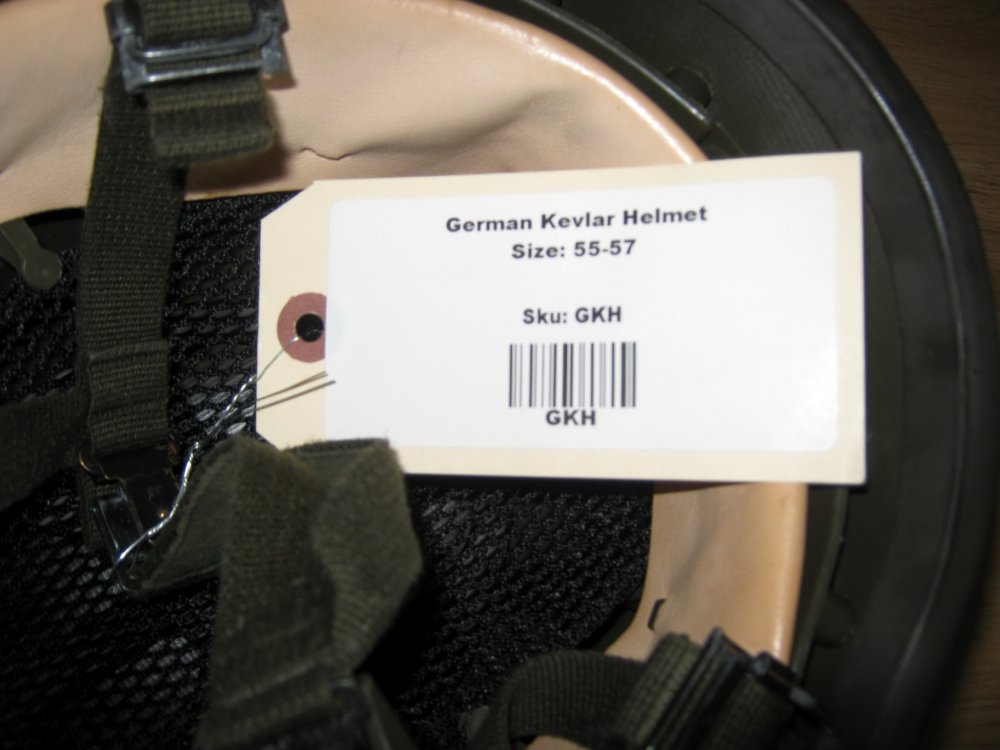 German Kevlar Helmet
Size: 55-57
Sku: GKH
GKH